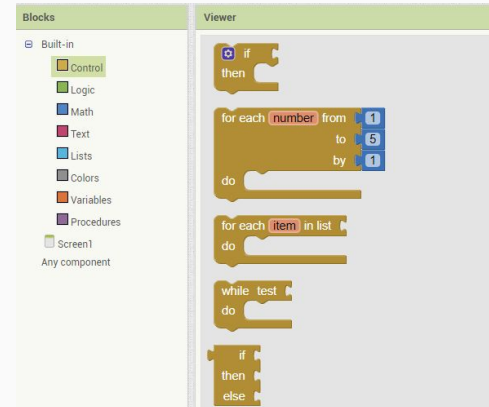 Blocks
Viewer
Built-in
Control
Logic
Math
Text
Lists
Colors
Variables
Procedures
Screen1
Any component
if
then
for each number from 1
to 5
by 1
do
for each item in list
do
while test
do
if
then
else